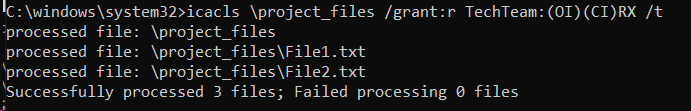 C:\windows\system32>icacls \project_files /grant:r TechTeam:(OI)(CI)RX /t
processed file: \project_files
processed file: \project_files\File1.txt
processed file: \project_files\File2.txt
Successfully processed 3 files; Failed processing 0 files